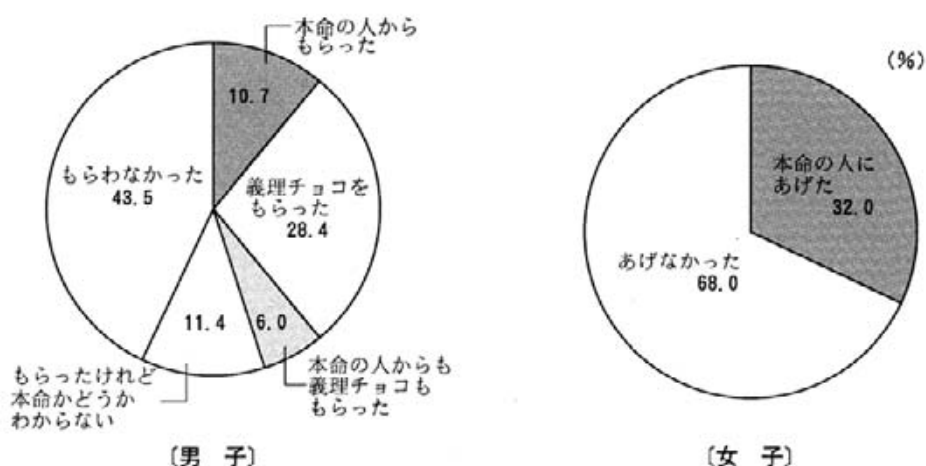 本命の人から
もらった
10.7
もらわなかった
43.5
義理チョコを
もらった
28.4
11.4
6.0
もらったけれど
本命かどうか
わからない
本命の人からも
義理チョコも
もらった
〔男　子〕
(%)
本命の人に
あげた
32.0
あげなかった
68.0
〔女　子〕